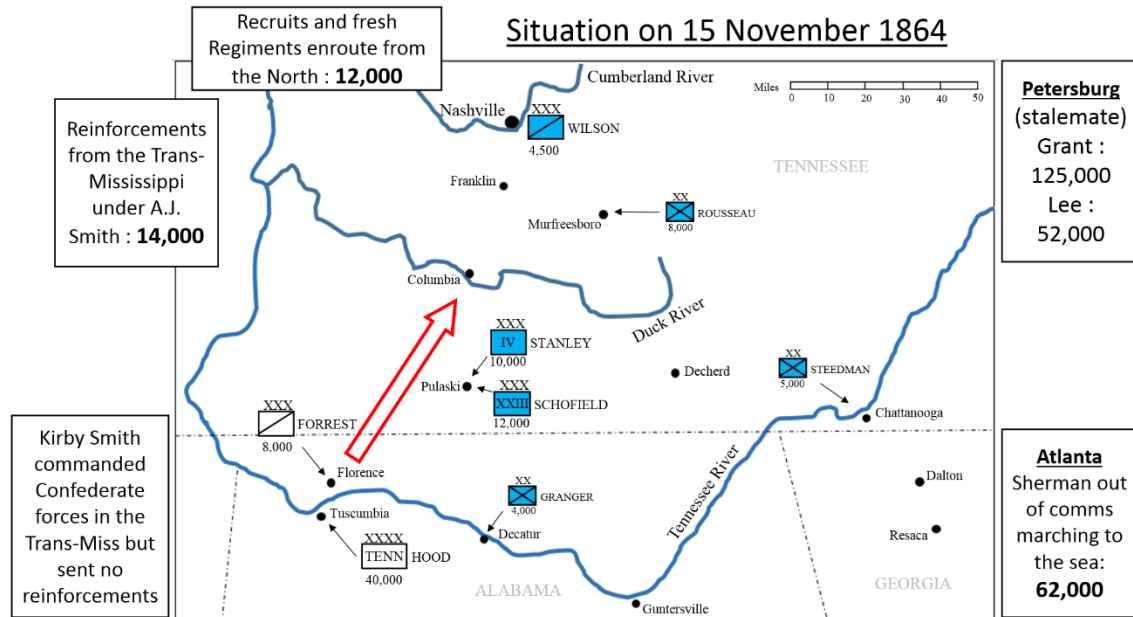 Situation on 15 November 1864
Recruits and fresh
Regiments enroute from
the North : 12,000
Reinforcements
from the Trans-
Mississippi
under A.J.
Smith : 14,000
Kirby Smith
commanded
Confederate
forces in the
Trans-Miss but
sent no
reinforcements
Petersburg
(stalemate)
Grant :
125,000
Lee :
52,000
Atlanta
Sherman out
of comms
marching to
the sea:
62,000
Cumberland River
Miles
0 10 20 30 40 50
Nashville
XXX
WILSON
4,500
TENNESSEE
Franklin
Murfreesboro
XX
ROUSSEAU
8,000
Columbia
Duck River
XXX
IV
STANLEY
10,000
Pulaski
XXX
XXIII
SCHOFIELD
12,000
Decherd
XX
STEEDMAN
5,000
Chattanooga
XXX
FORREST
8,000
Florence
Tuscumbia
XXXX
TENN
HOOD
40,000
XX
GRANGER
4,000
Decatur
Tennessee River
Dalton
Resaca
ALABAMA
GEORGIA
Guntersville